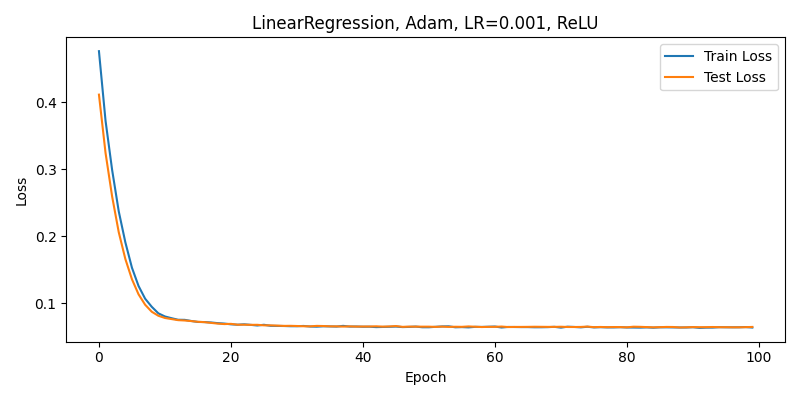 LinearRegression, Adam, LR=0.001, ReLU
Train Loss
Test Loss
Loss
0.4
0.3
0.2
0.1
0 20 40 60 80 100
Epoch